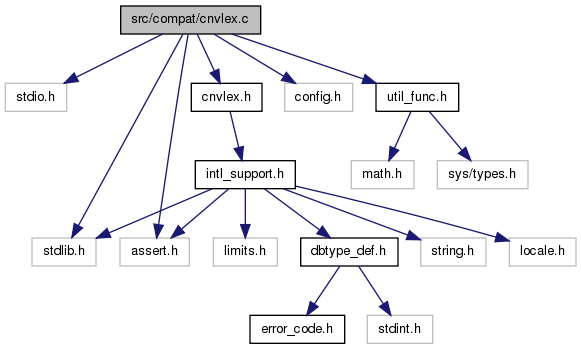 src/compat/cnvlex.c
stdio.h
cnvlex.h
config.h
util_func.h
intl_support.h
math.h
sys/types.h
stdlib.h
assert.h
limits.h
dbtype_def.h
string.h
locale.h
error_code.h
stdint.h